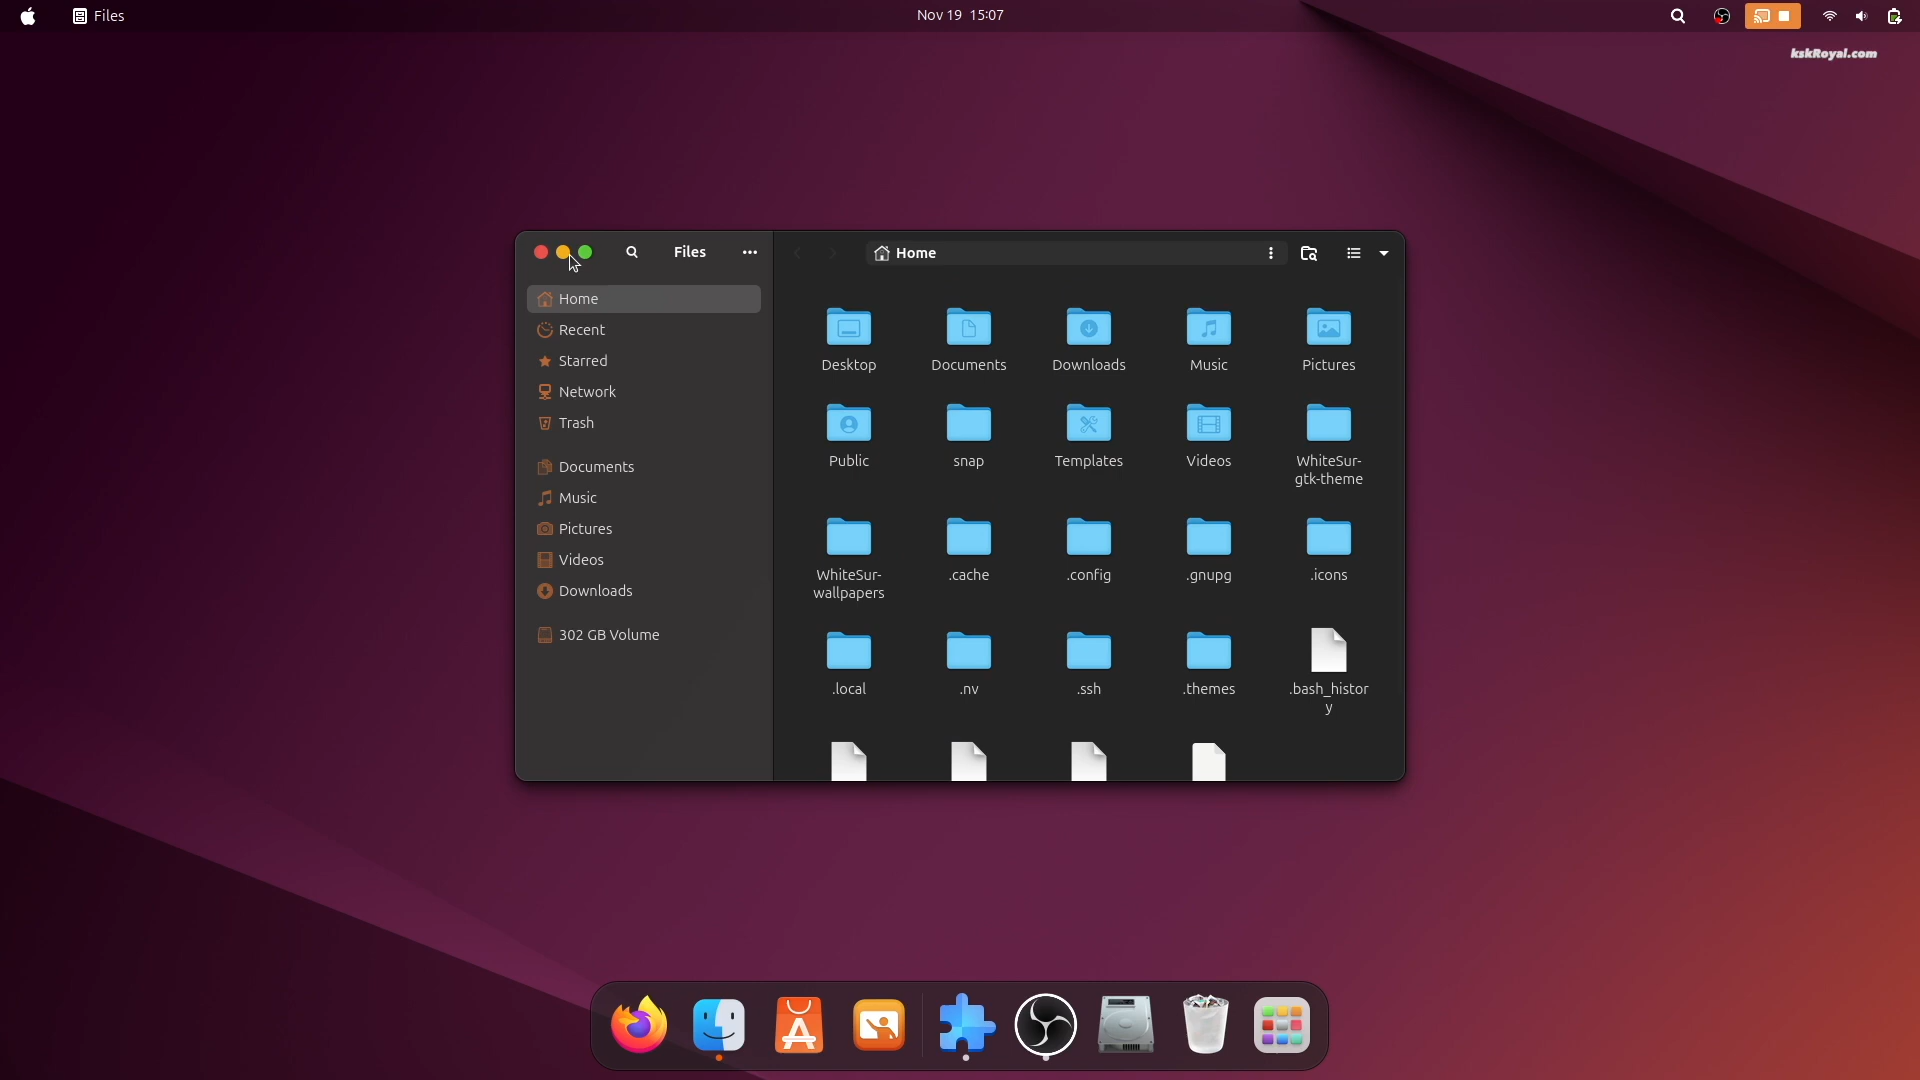 Files
Nov 19 15:07
kskRoyal.com
Files
Home
Home
Recent
Starred
Network
Trash
Documents
Music
Pictures
Videos
Downloads
302 GB Volume
Desktop
Documents
Downloads
Music
Pictures
Public
snap
Templates
Videos
WhiteSur-
gtk-theme
WhiteSur-
wallpapers
.cache
.config
.gnupg
.icons
.local
.nv
.ssh
.themes
.bash_histor
y